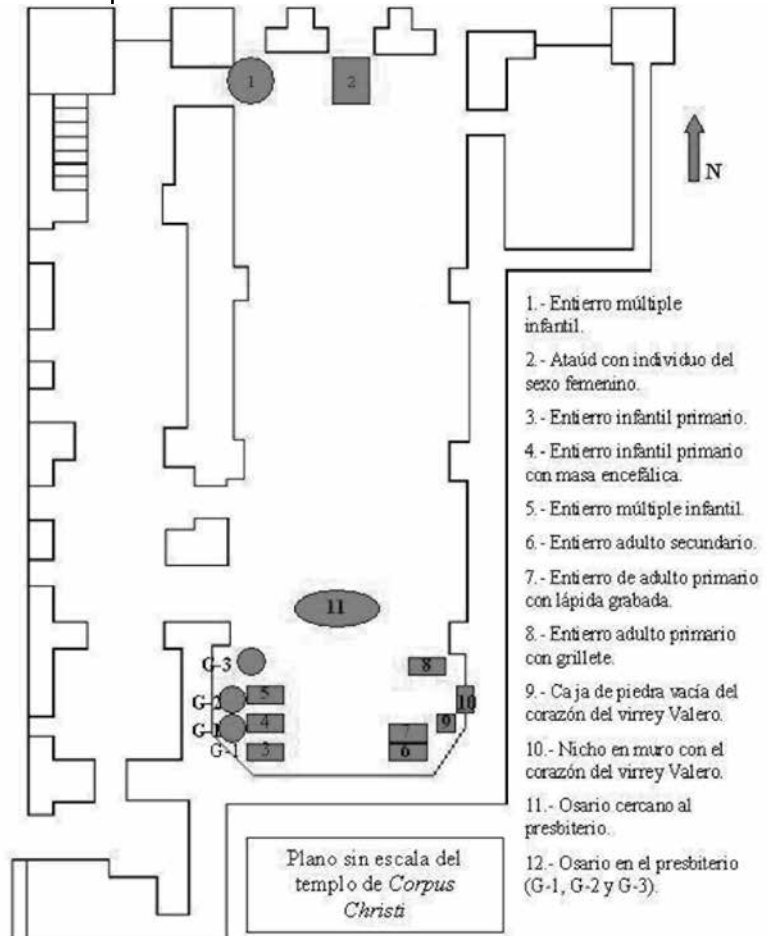 1
2
N
1.- Entierro múltiple
infantil.
2.- Ataúd con individuo del
sexo femenino.
3.- Entierro infantil primario.
4.- Entierro infantil primario
con masa encefálica.
5.- Entierro múltiple infantil.
6.- Entierro adulto secundario.
7.- Entierro de adulto primario
con lápida grabada.
8.- Entierro adulto primario
con grillete.
9.- Caja de piedra vacía del
corazón del virrey Valero.
10.- Nicho en muro con el
corazón del virrey Valero.
11.- Osario cercano al
presbiterio.
12.- Osario en el presbiterio
(G-1, G-2 y G-3).
11
G-3
8
G-2
5
10
G-1
4
9
7
G-1
3
6
Plano sin escala del
templo de Corpus
Christi